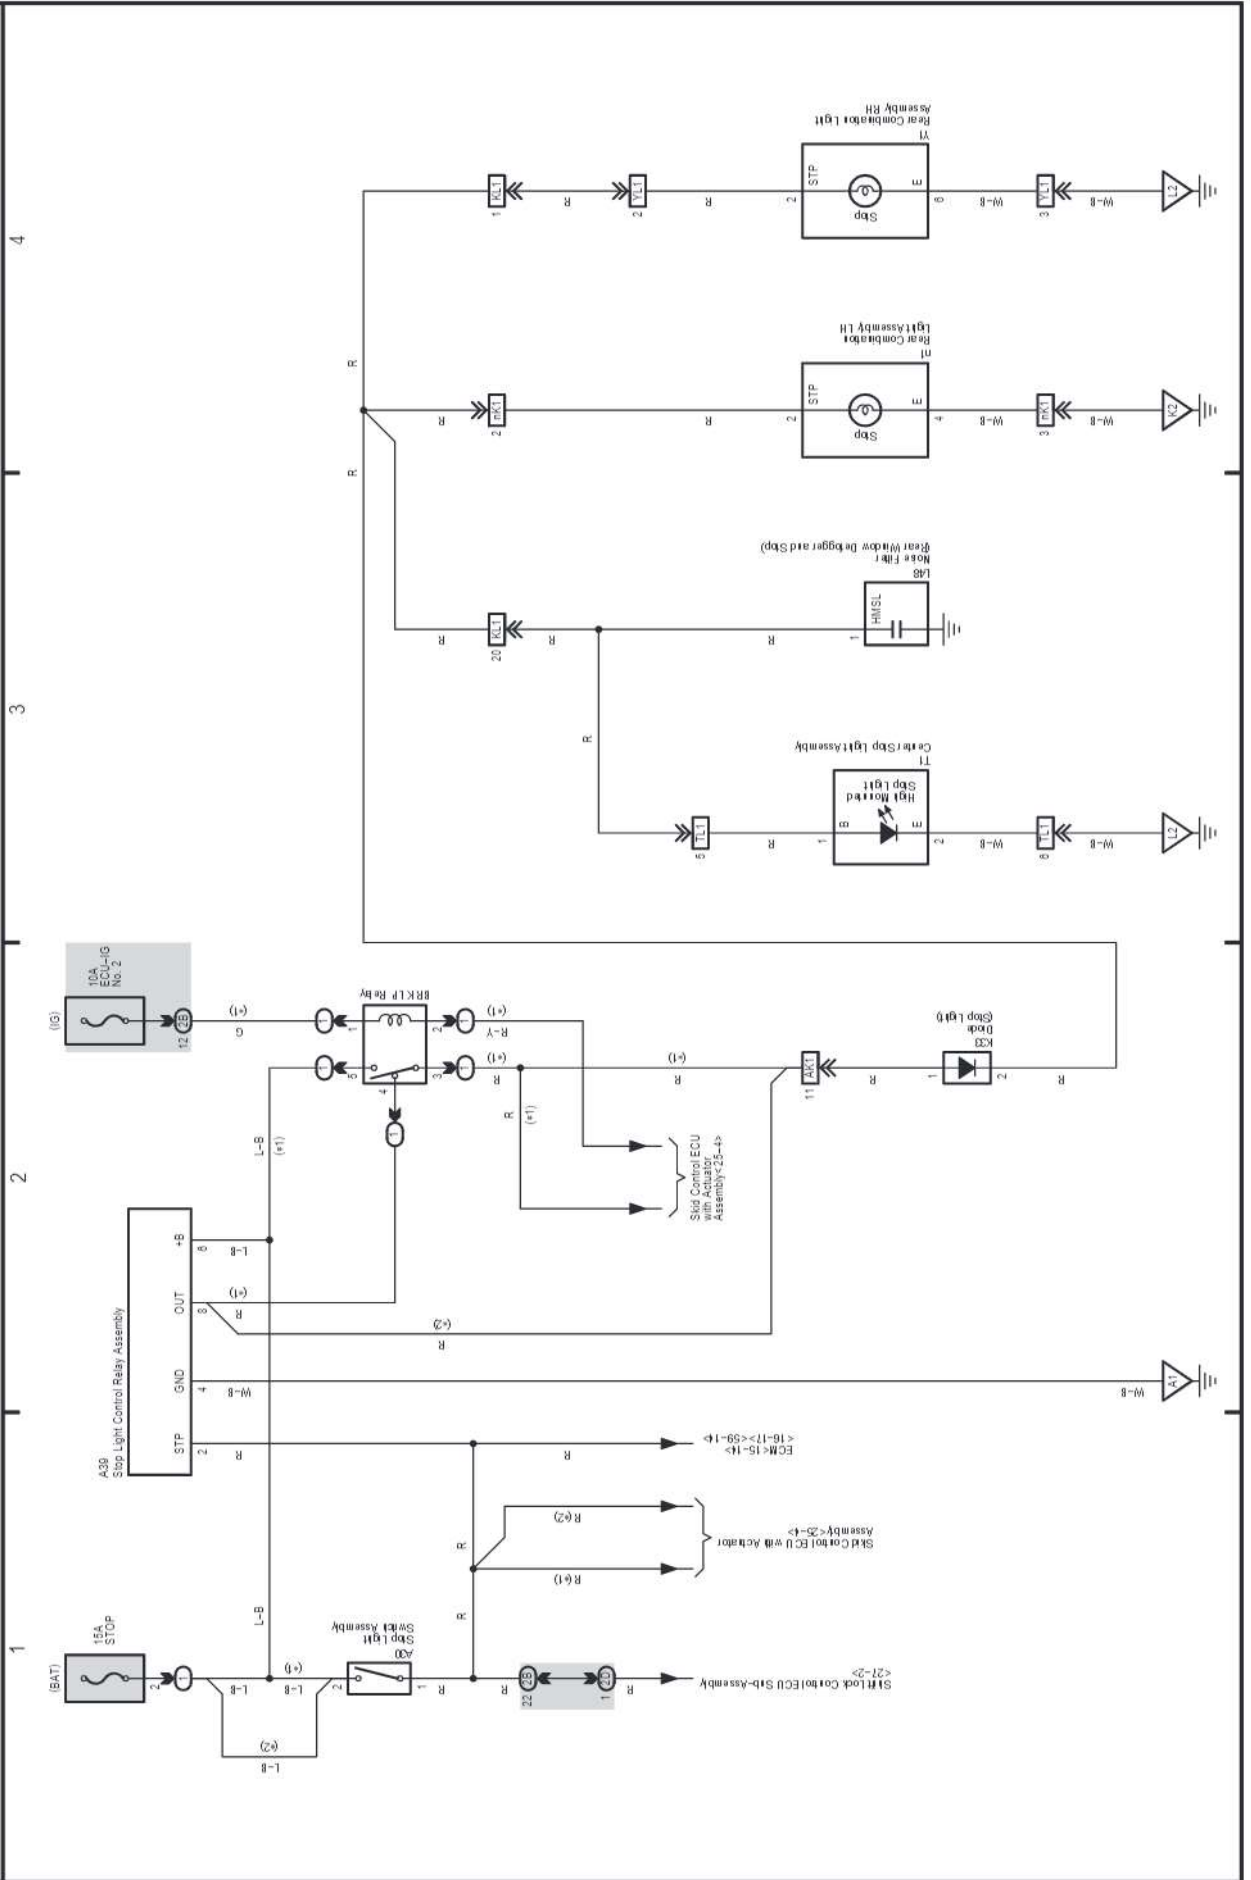 1
2
3
4
(BAT)
15A
STOP
2
1
L-B
L-B
(*1)
(*2)
L-B
2
A30
Stop Light
Switch Assembly
1
R
R
22
2B
1
2D
R
Shift Lock Control ECU Sub-Assembly
<27-2>
L-B
R
R
R(*1)
R(*2)
Skid Control ECU with Actuator
Assembly<25-4>
A39
Stop Light Control Relay Assembly
STP
2
R
R
ECM<15-14>
<16-17><59-14>
GND
4
W-B
W-B
A1
OUT
8
R
(*1)
R
(*2)
+B
6
L-B
L-B
(*1)
(IG)
10A
ECU-IG
No. 2
12
2B
G
(*1)
1
1
1
5
BRK LP Relay
4
1
2
1
R-Y
(*1)
3
1
R
(*1)
R
(*1)
R
(*1)
Skid Control ECU
with Actuator
Assembly<25-4>
11
AK1
R
1
K33
Diode
(Stop Light)
2
R
R
R
5
TL1
R
1
B
High Mounted
Stop Light
E
T1
Center Stop Light Assembly
2
W-B
6
TL1
W-B
L2
R
R
20
KL1
R
R
1
HMSL
L48
Noise Filter
(Rear Window Defogger and Stop)
R
2
nK1
R
2
STP
Stop
E
n1
Rear Combination
Light Assembly LH
4
W-B
3
nK1
W-B
K2
1
KL1
R
2
YL1
R
2
STP
Stop
E
Y1
Rear Combination Light
Assembly RH
6
W-B
3
YL1
W-B
L2